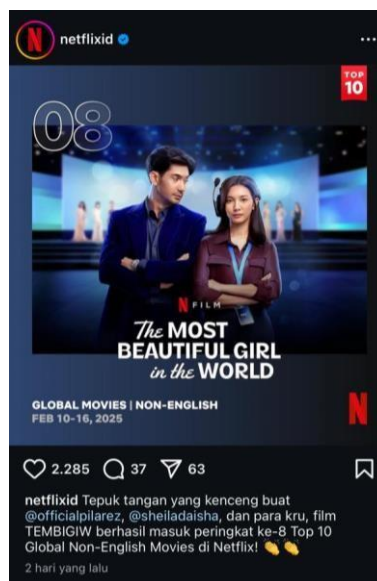 netflixid
TOP
10
08
N FILM
The MOST
BEAUTIFUL GIRL
in the WORLD
GLOBAL MOVIES | NON-ENGLISH
FEB 10-16, 2025
N
2.285 37 63
netflixid Tepuk tangan yang kenceng buat
@officialpilarez, @sheiladaisha, dan para kru, film
TEMBIGIW berhasil masuk peringkat ke-8 Top 10
Global Non-English Movies di Netflix! 👏👏
2 hari yang lalu